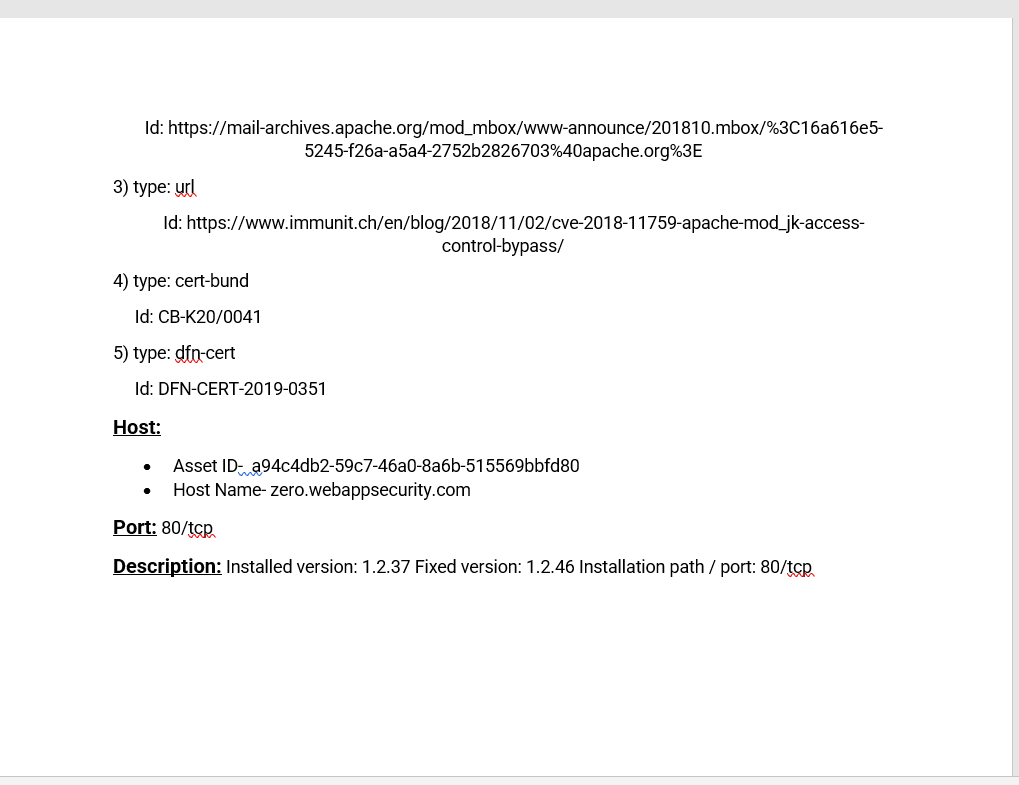 Id: https://mail-archives.apache.org/mod_mbox/www-announce/201810.mbox/%3C16a616e5-
5245-f26a-a5a4-2752b2826703%40apache.org%3E
3) type: url
Id: https://www.immunit.ch/en/blog/2018/11/02/cve-2018-11759-apache-mod_jk-access-
control-bypass/
4) type: cert-bund
Id: CB-K20/0041
5) type: dfn-cert
Id: DFN-CERT-2019-0351
Host:
• Asset ID- a94c4db2-59c7-46a0-8a6b-515569bbfd80
• Host Name- zero.webappsecurity.com
Port: 80/tcp
Description: Installed version: 1.2.37 Fixed version: 1.2.46 Installation path / port: 80/tcp